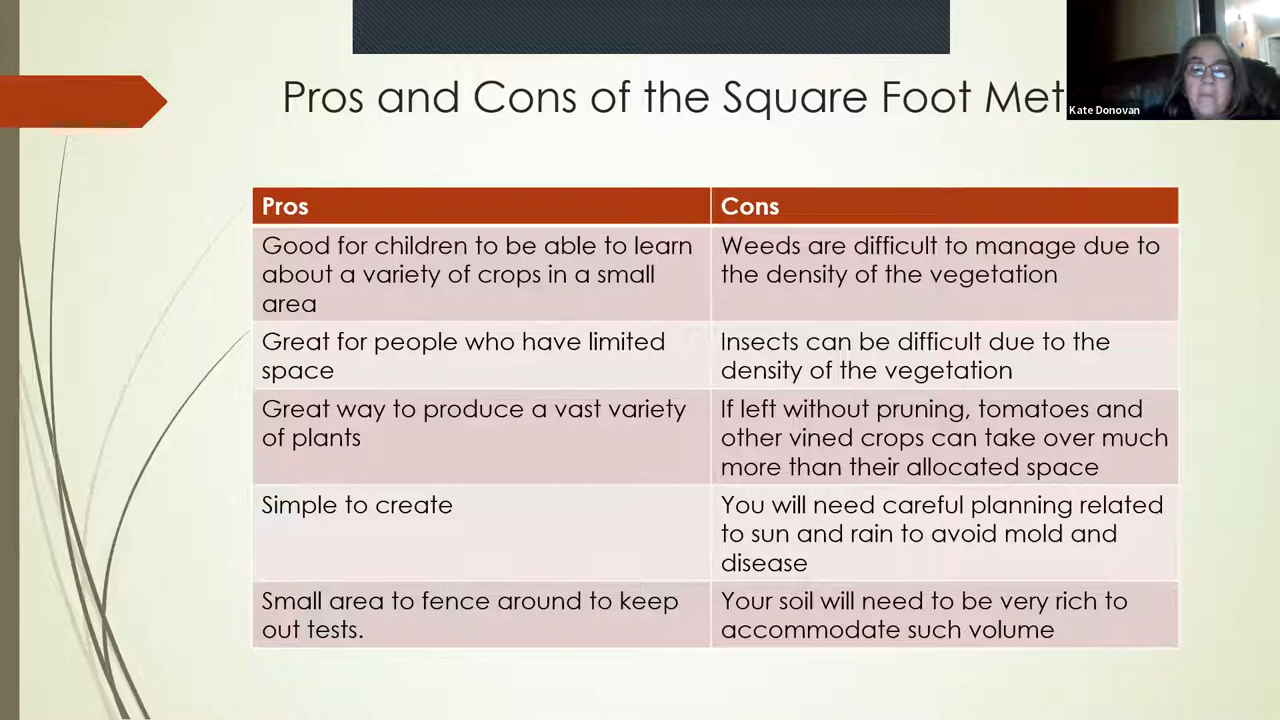 Pros and Cons of the Square Foot Met
Kate Donovan
Pros
Cons
Good for children to be able to learn
about a variety of crops in a small
area
Weeds are difficult to manage due to
the density of the vegetation
Great for people who have limited
space
Insects can be difficult due to the
density of the vegetation
Great way to produce a vast variety
of plants
If left without pruning, tomatoes and
other vined crops can take over much
more than their allocated space
Simple to create
You will need careful planning related
to sun and rain to avoid mold and
disease
Small area to fence around to keep
out tests.
Your soil will need to be very rich to
accommodate such volume